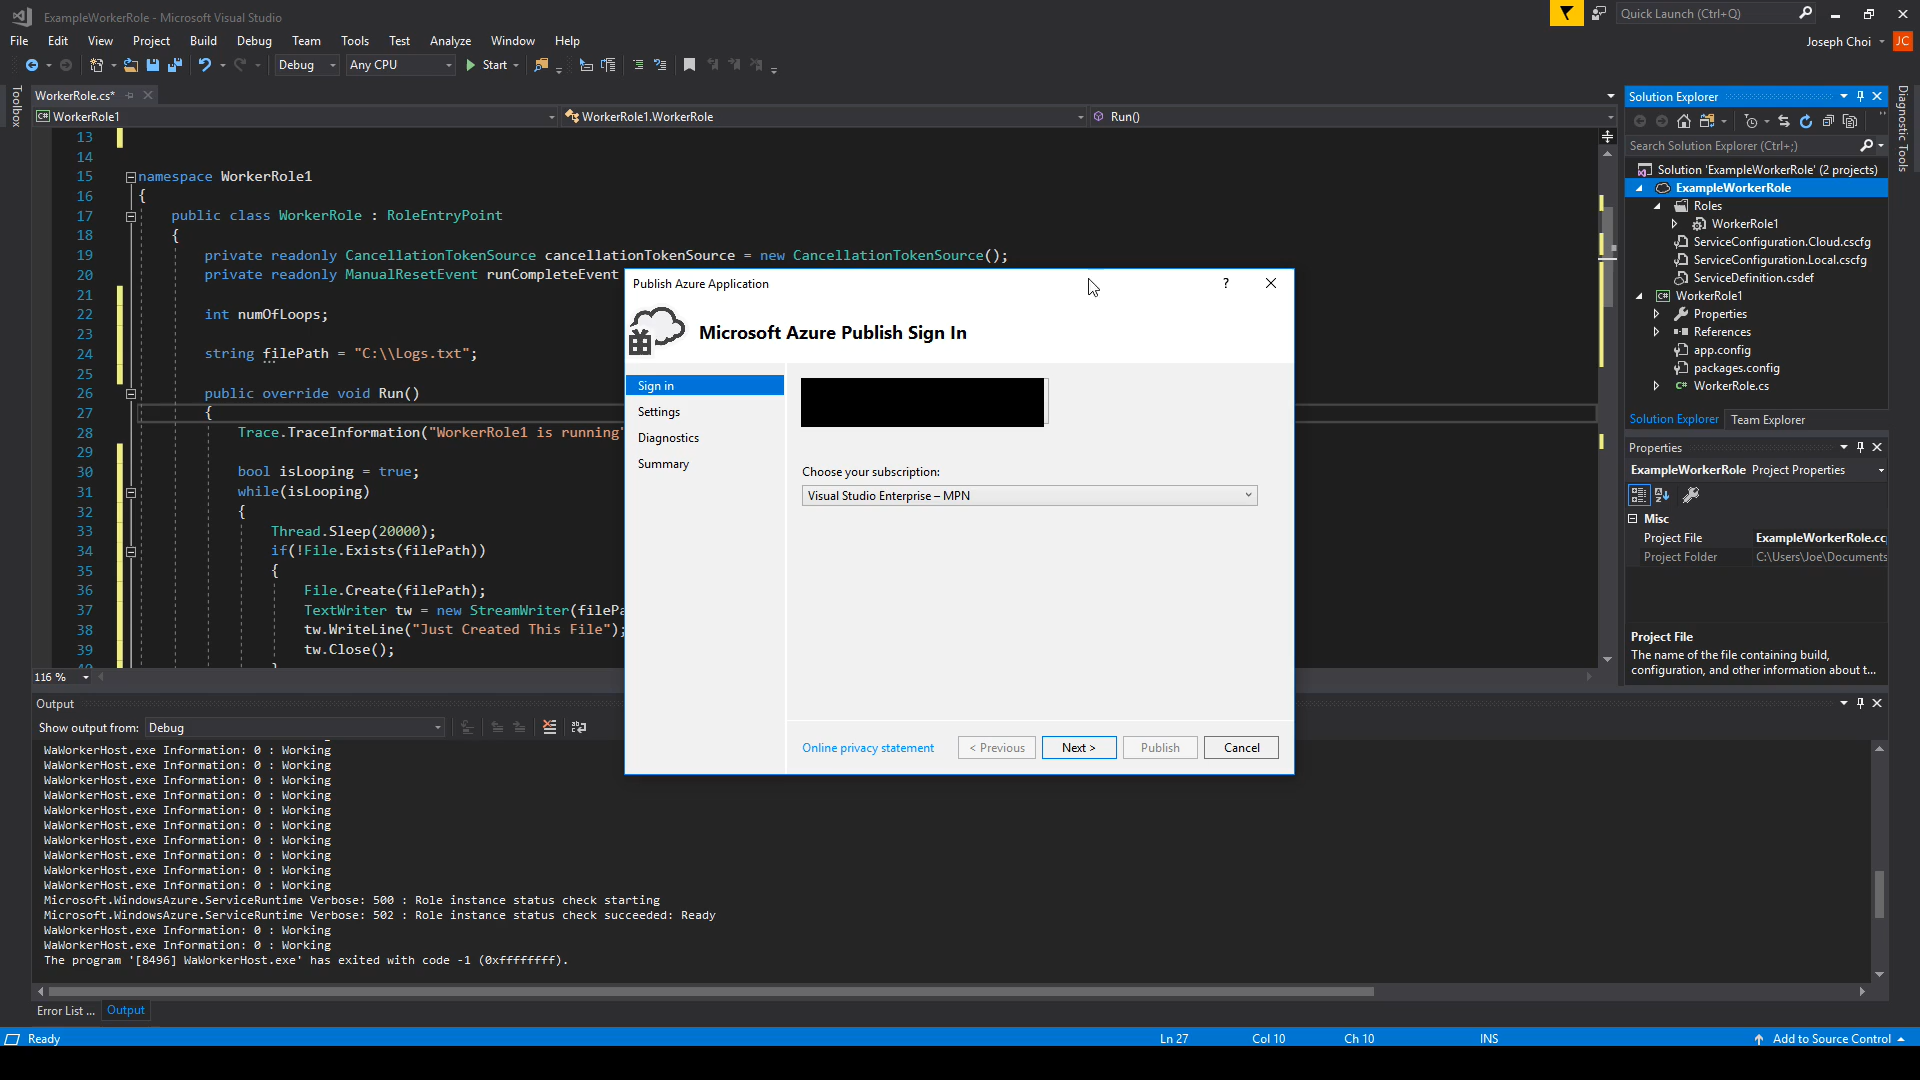 ExampleWorkerRole - Microsoft Visual Studio
Quick Launch (Ctrl+Q)
File Edit View Project Build Debug Team Tools Test Analyze Window Help
Joseph Choi
JC
Debug Any CPU Start
Toolbox
WorkerRole.cs*
WorkerRole1
WorkerRole1.WorkerRole
Run()
13
14
15 namespace WorkerRole1
16 {
17 public class WorkerRole : RoleEntryPoint
18 {
19 private readonly CancellationTokenSource cancellationTokenSource = new CancellationTokenSource();
20 private readonly ManualResetEvent runCompleteEvent
21
22 int numOfLoops;
23
24 string filePath = "C:\\Logs.txt";
25
26 public override void Run()
27 {
28 Trace.TraceInformation("WorkerRole1 is running"
29
30 bool isLooping = true;
31 while(isLooping)
32 {
33 Thread.Sleep(20000);
34 if(!File.Exists(filePath))
35 {
36 File.Create(filePath);
37 TextWriter tw = new StreamWriter(filePa
38 tw.WriteLine("Just Created This File");
39 tw.Close();
40 }
116 %
Publish Azure Application
?
Microsoft Azure Publish Sign In
Sign in
Settings
Diagnostics
Summary
Choose your subscription:
Visual Studio Enterprise – MPN
Online privacy statement
< Previous
Next >
Publish
Cancel
Solution Explorer
Search Solution Explorer (Ctrl+;)
Solution 'ExampleWorkerRole' (2 projects)
ExampleWorkerRole
Roles
WorkerRole1
ServiceConfiguration.Cloud.cscfg
ServiceConfiguration.Local.cscfg
ServiceDefinition.csdef
C# WorkerRole1
Properties
References
app.config
packages.config
C# WorkerRole.cs
Solution Explorer Team Explorer
Diagnostic Tools
Properties
ExampleWorkerRole Project Properties
Misc
Project File ExampleWorkerRole.cc
Project Folder C:\Users\Joe\Documents
Project File
The name of the file containing build,
configuration, and other information about t...
Output
Show output from: Debug
WaWorkerHost.exe Information: 0 : Working
WaWorkerHost.exe Information: 0 : Working
WaWorkerHost.exe Information: 0 : Working
WaWorkerHost.exe Information: 0 : Working
WaWorkerHost.exe Information: 0 : Working
WaWorkerHost.exe Information: 0 : Working
WaWorkerHost.exe Information: 0 : Working
WaWorkerHost.exe Information: 0 : Working
WaWorkerHost.exe Information: 0 : Working
WaWorkerHost.exe Information: 0 : Working
Microsoft.WindowsAzure.ServiceRuntime Verbose: 500 : Role instance status check starting
Microsoft.WindowsAzure.ServiceRuntime Verbose: 502 : Role instance status check succeeded: Ready
WaWorkerHost.exe Information: 0 : Working
WaWorkerHost.exe Information: 0 : Working
The program '[8496] WaWorkerHost.exe' has exited with code -1 (0xffffffff).
Error List ... Output
Ready
Ln 27
Col 10
Ch 10
INS
Add to Source Control